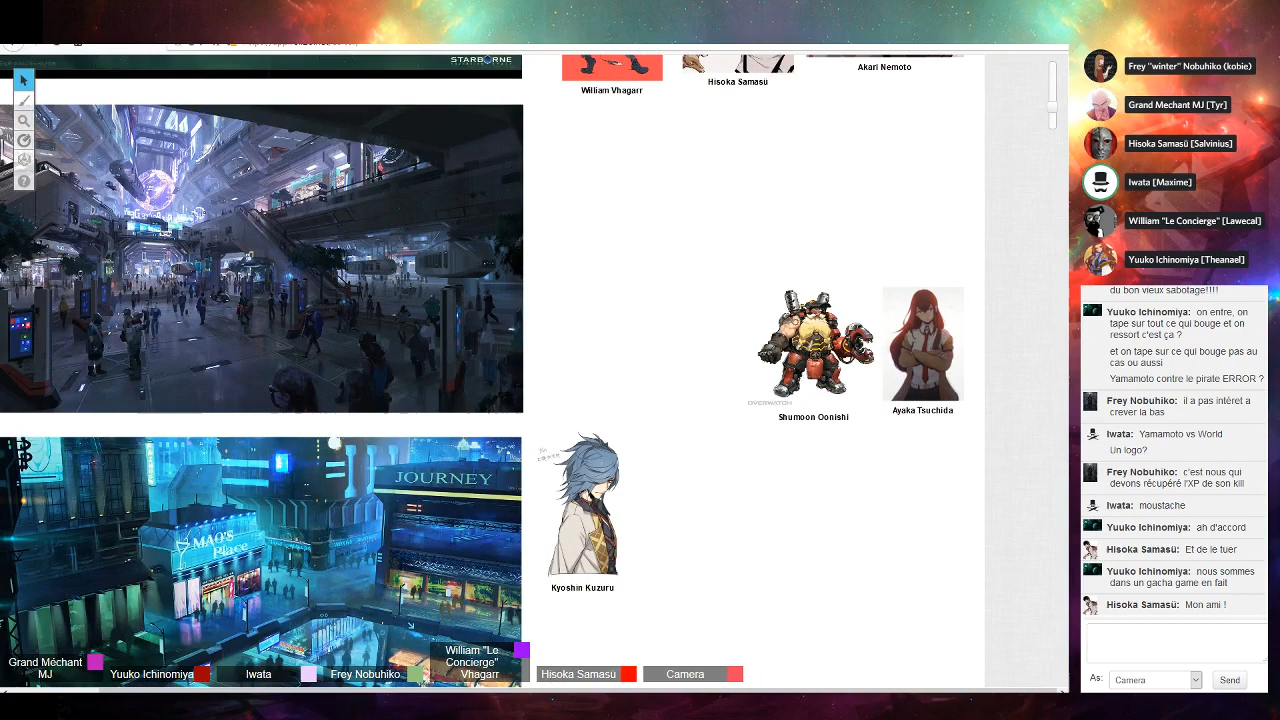 STARBORNE
William Vhagarr
Hisoka Samasü
Akari Nemoto
OVERWATCH
Shumoon Oonishi
Ayaka Tsuchida
JOURNEY
MAO'S
Place
Kyoshin Kuzuru
Grand Méchant
MJ
Yuuko Ichinomiya
Iwata
Frey Nobuhiko
William "Le
Concierge"
Vhagarr
Hisoka Samasü
Camera
Frey "winter" Nobuhiko (kobie)
Grand Mechant MJ [Tyr]
Hisoka Samasü [Salvinius]
Iwata [Maxime]
William "Le Concierge" [Lawecal]
Yuuko Ichinomiya [Theanael]
du bon vieux sabotage!!!!
Yuuko Ichinomiya: on entre, on
tape sur tout ce qui bouge et on
ressort c'est ça ?
et on tape sur ce qui bouge pas au
cas ou aussi
Yamamoto contre le pirate ERROR ?
Frey Nobuhiko: il a pas intéret a
crever la bas
Iwata: Yamamoto vs World
Un logo?
Frey Nobuhiko: c'est nous qui
devons récupéré l'XP de son kill
Iwata: moustache
Yuuko Ichinomiya: ah d'accord
Hisoka Samasü: Et de le tuer
Yuuko Ichinomiya: nous sommes
dans un gacha game en fait
Hisoka Samasü: Mon ami !
As:
Camera
Send